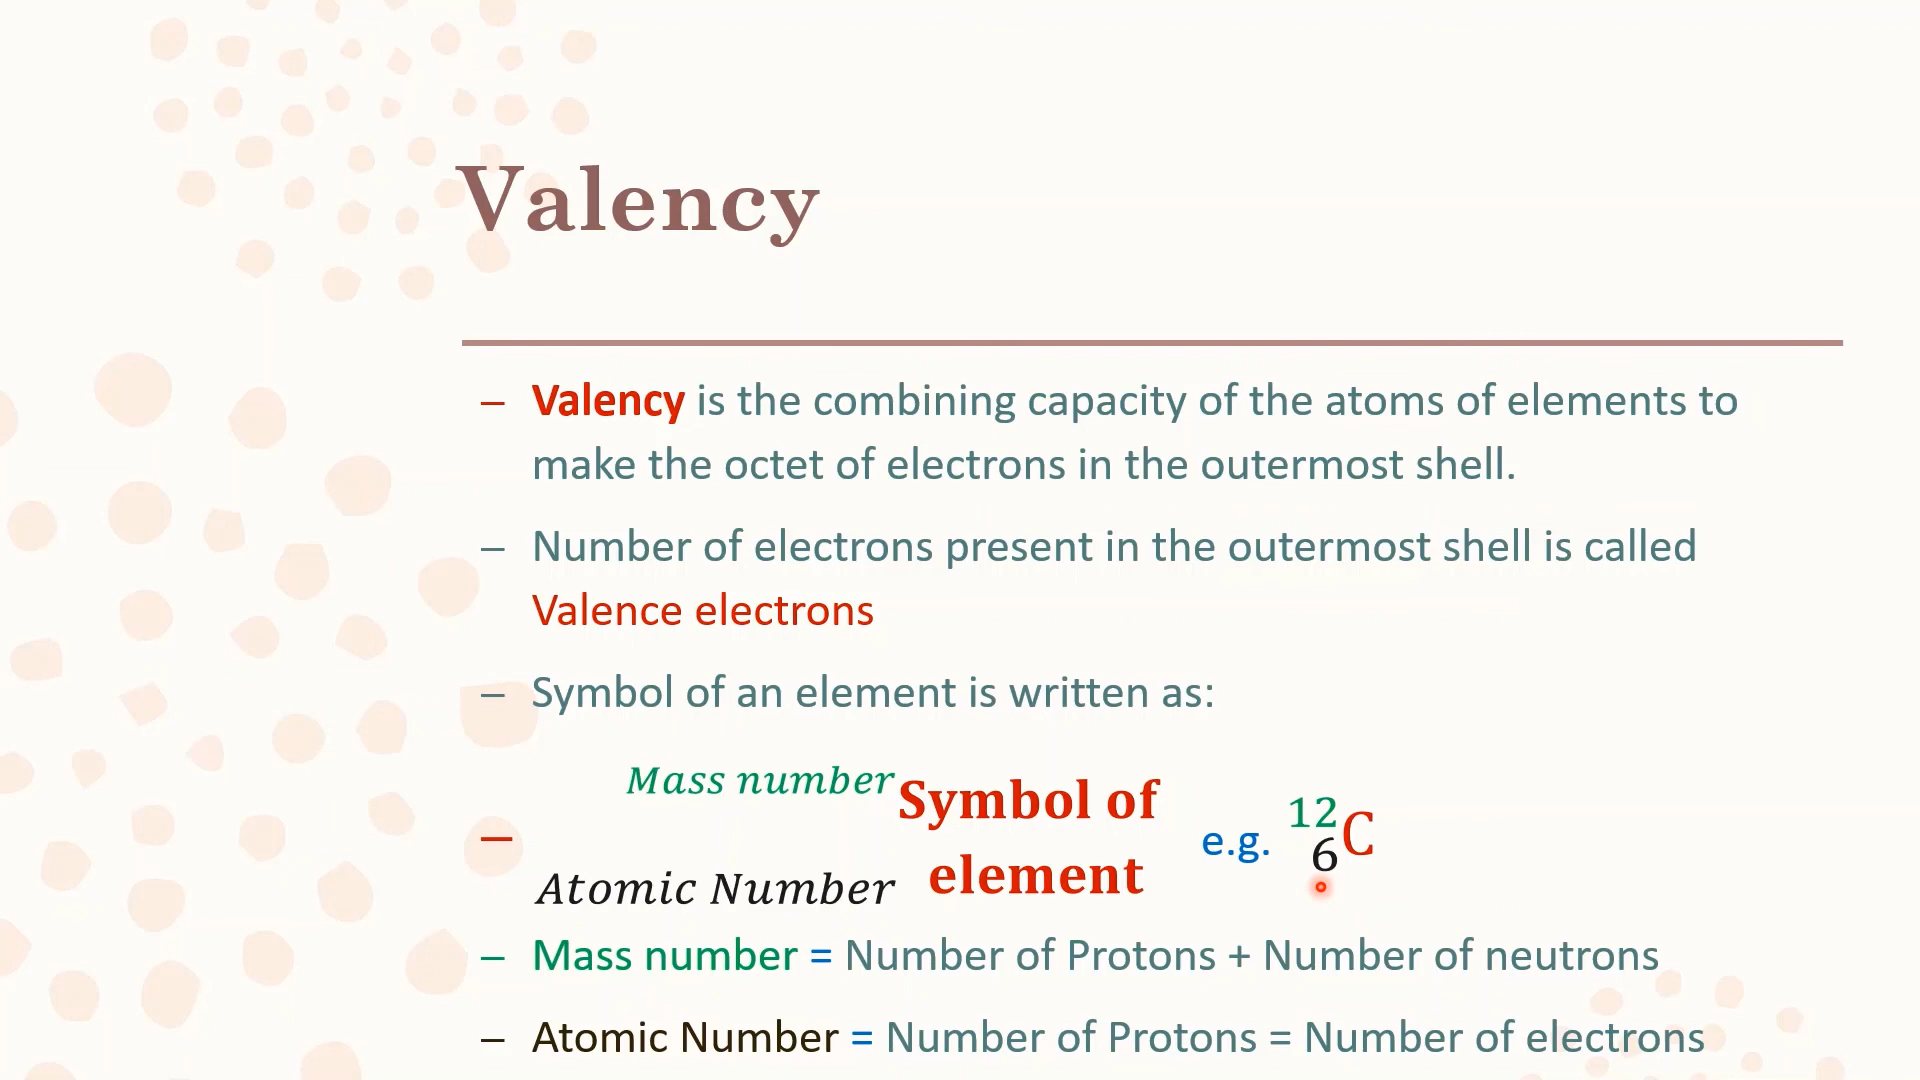 Valency
– Valency is the combining capacity of the atoms of elements to
make the octet of electrons in the outermost shell.
– Number of electrons present in the outermost shell is called
Valence electrons
– Symbol of an element is written as:
– Mass number
Atomic Number
Symbol of
element
e.g. ¹²₆C
– Mass number = Number of Protons + Number of neutrons
– Atomic Number = Number of Protons = Number of electrons